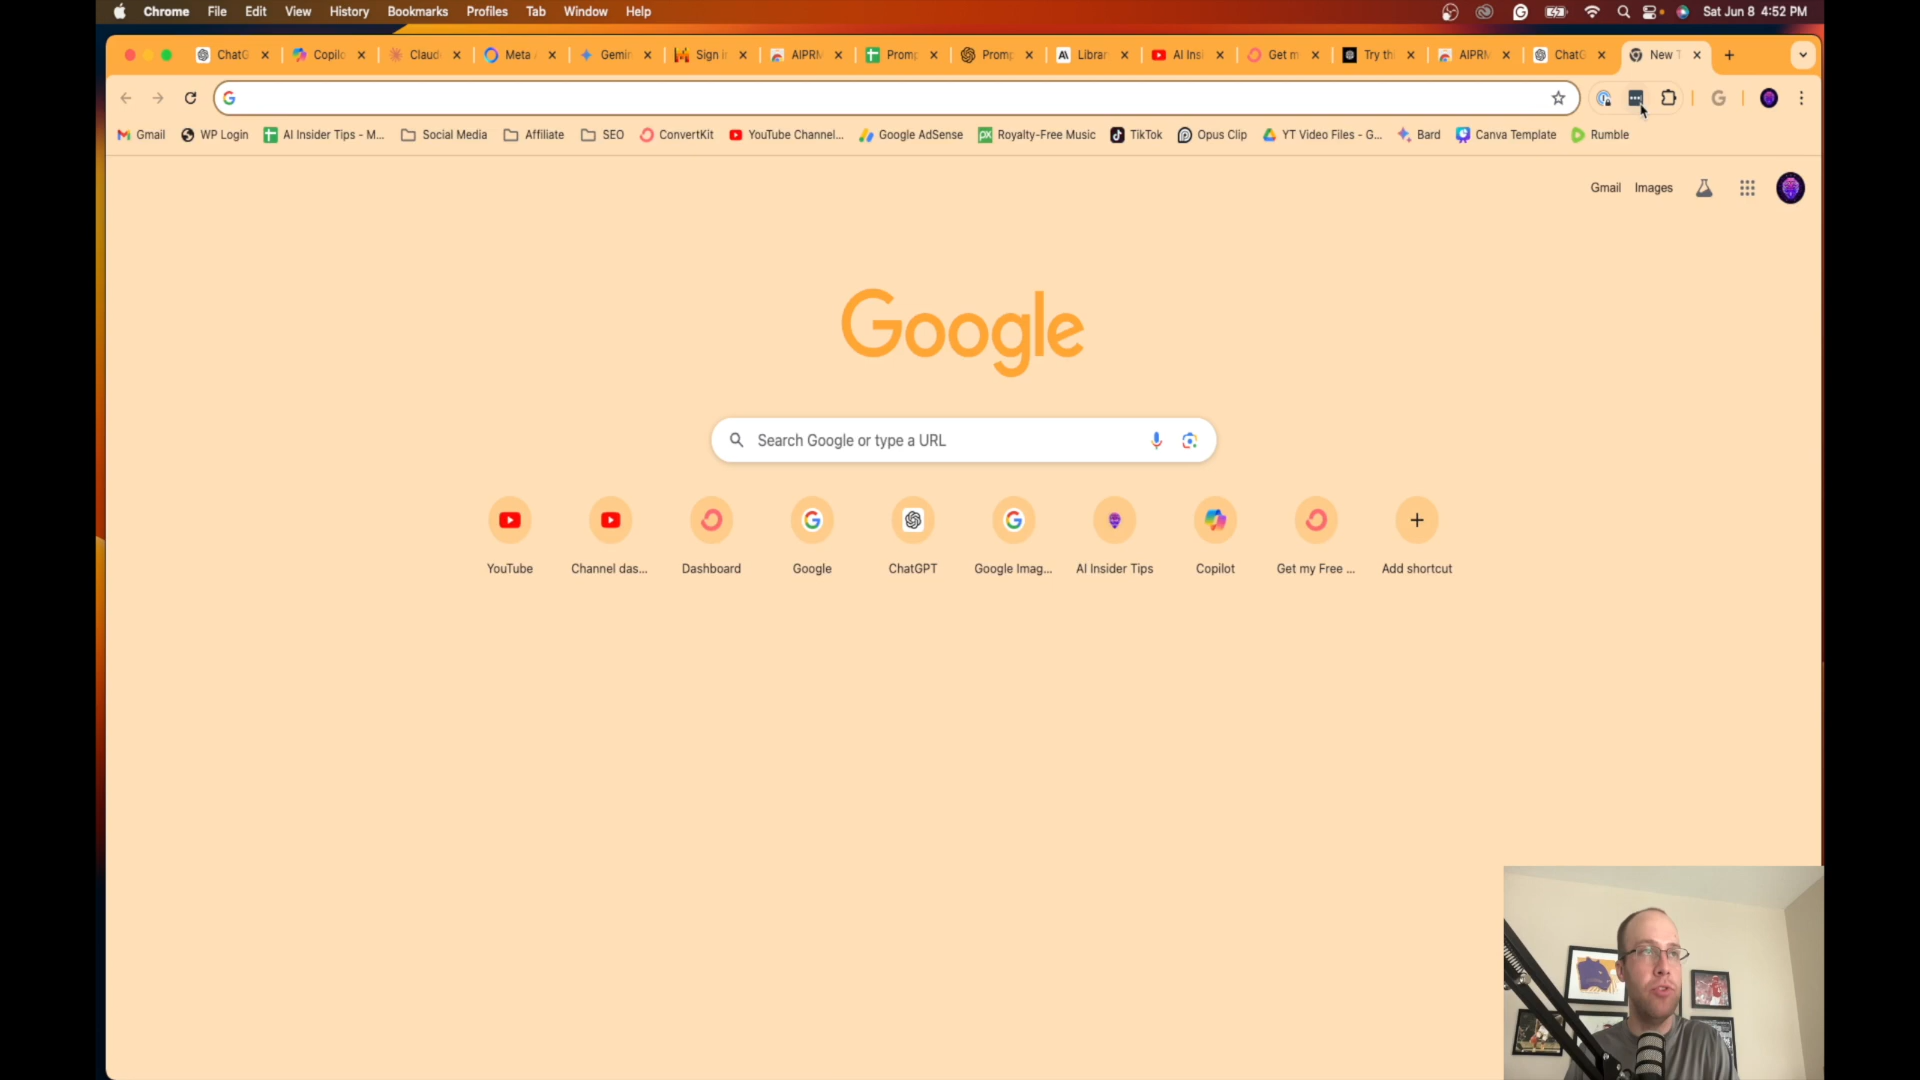 Chrome File Edit View History Bookmarks Profiles Tab Window Help Sat Jun 8 4:52 PM
ChatG Copilo Claud Meta Gemin Sign i AIPRM Promp Promp Librar AI Insi Get m Try th AIPRM ChatG New T
Gmail WP Login AI Insider Tips - M... Social Media Affiliate SEO ConvertKit YouTube Channel... Google AdSense Royalty-Free Music TikTok Opus Clip YT Video Files - G... Bard Canva Template Rumble
Gmail Images
Google
Search Google or type a URL
YouTube Channel das... Dashboard Google ChatGPT Google Imag... AI Insider Tips Copilot Get my Free ... Add shortcut